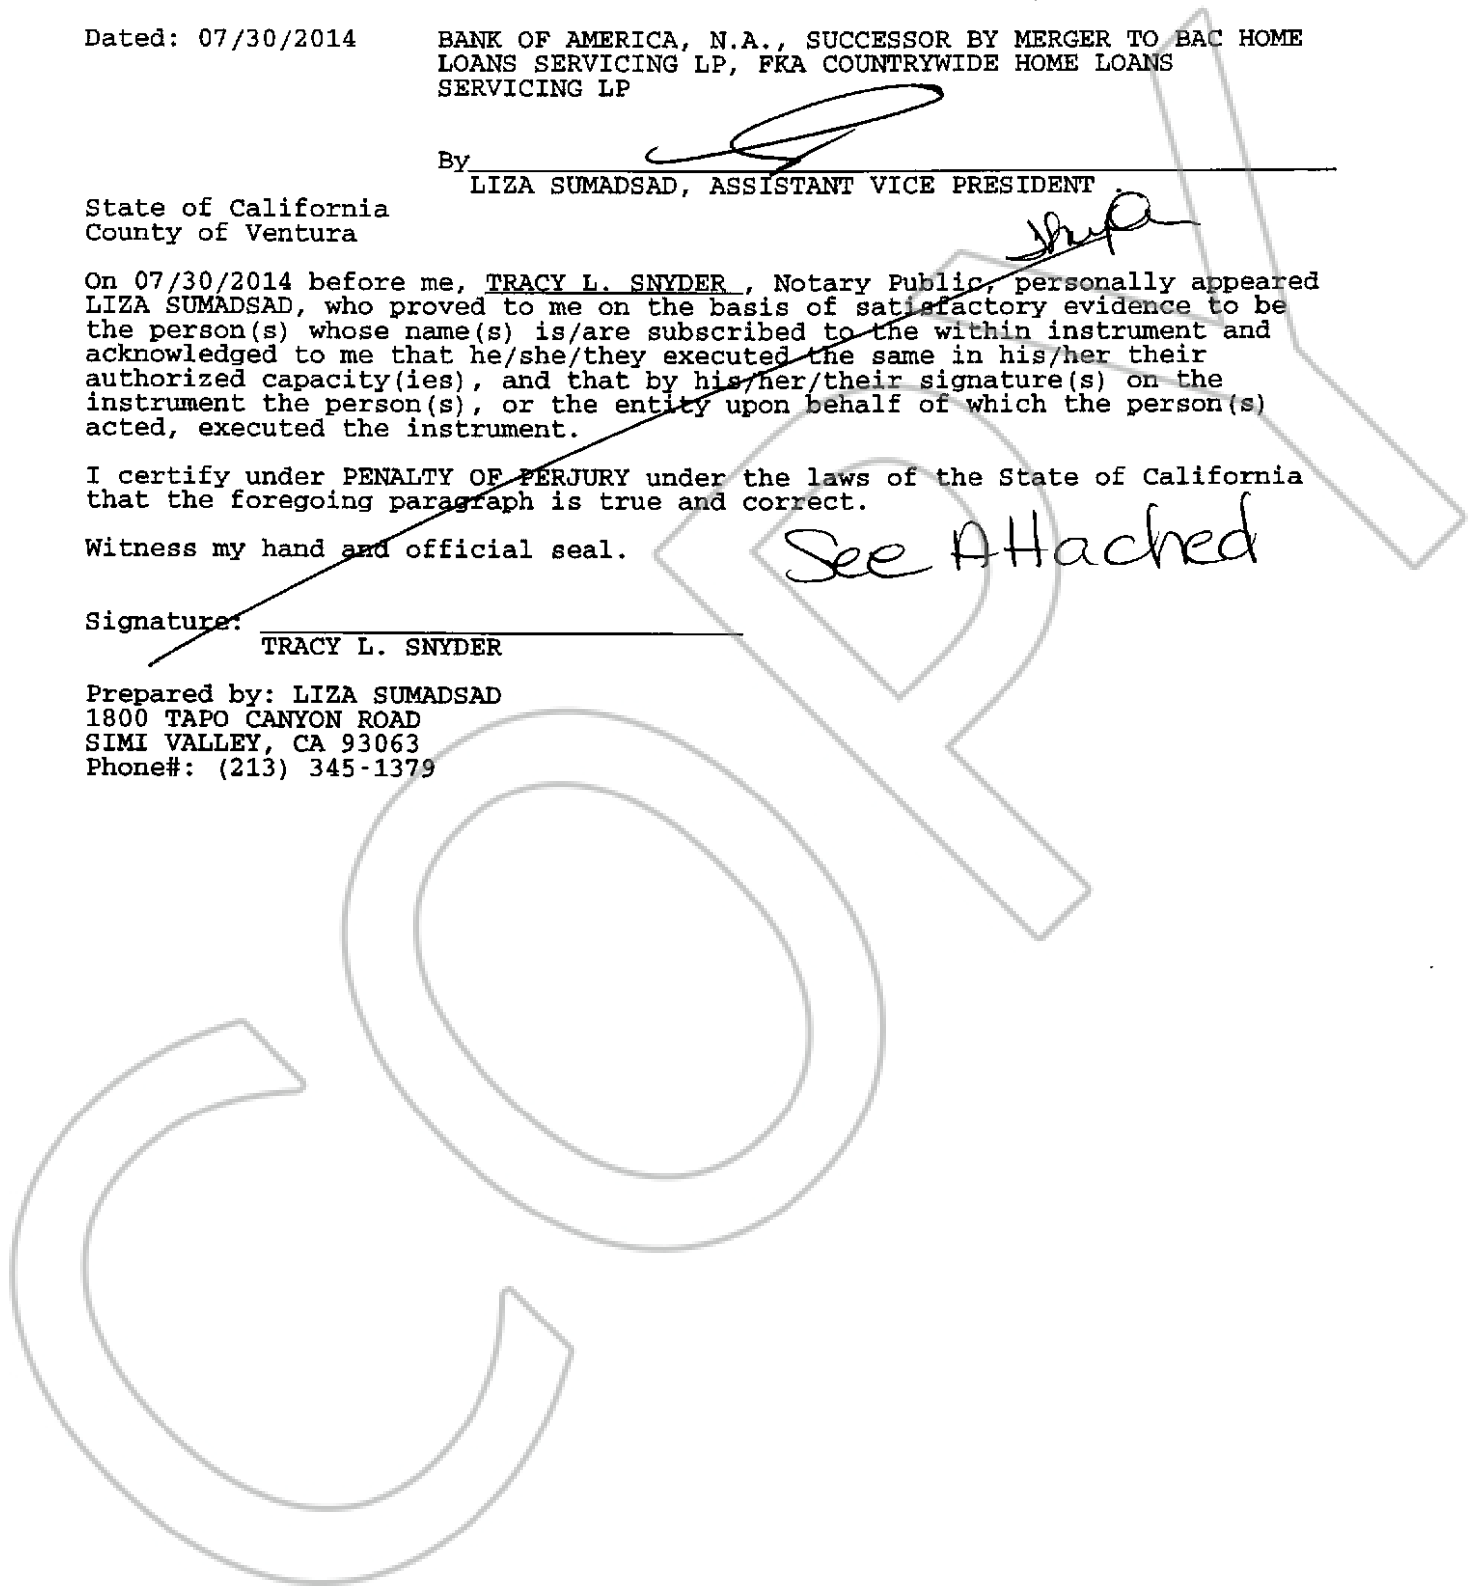 Dated: 07/30/2014 BANK OF AMERICA, N.A., SUCCESSOR BY MERGER TO BAC HOME
LOANS SERVICING LP, FKA COUNTRYWIDE HOME LOANS
SERVICING LP
By
LIZA SUMADSAD, ASSISTANT VICE PRESIDENT
State of California
County of Ventura
On 07/30/2014 before me, TRACY L. SNYDER , Notary Public, personally appeared
LIZA SUMADSAD, who proved to me on the basis of satisfactory evidence to be
the person(s) whose name(s) is/are subscribed to the within instrument and
acknowledged to me that he/she/they executed the same in his/her their
authorized capacity(ies), and that by his/her/their signature(s) on the
instrument the person(s), or the entity upon behalf of which the person(s)
acted, executed the instrument.
I certify under PENALTY OF PERJURY under the laws of the State of California
that the foregoing paragraph is true and correct.
Witness my hand and official seal.
See Attached
Signature:
TRACY L. SNYDER
Prepared by: LIZA SUMADSAD
1800 TAPO CANYON ROAD
SIMI VALLEY, CA 93063
Phone#: (213) 345-1379
COPY